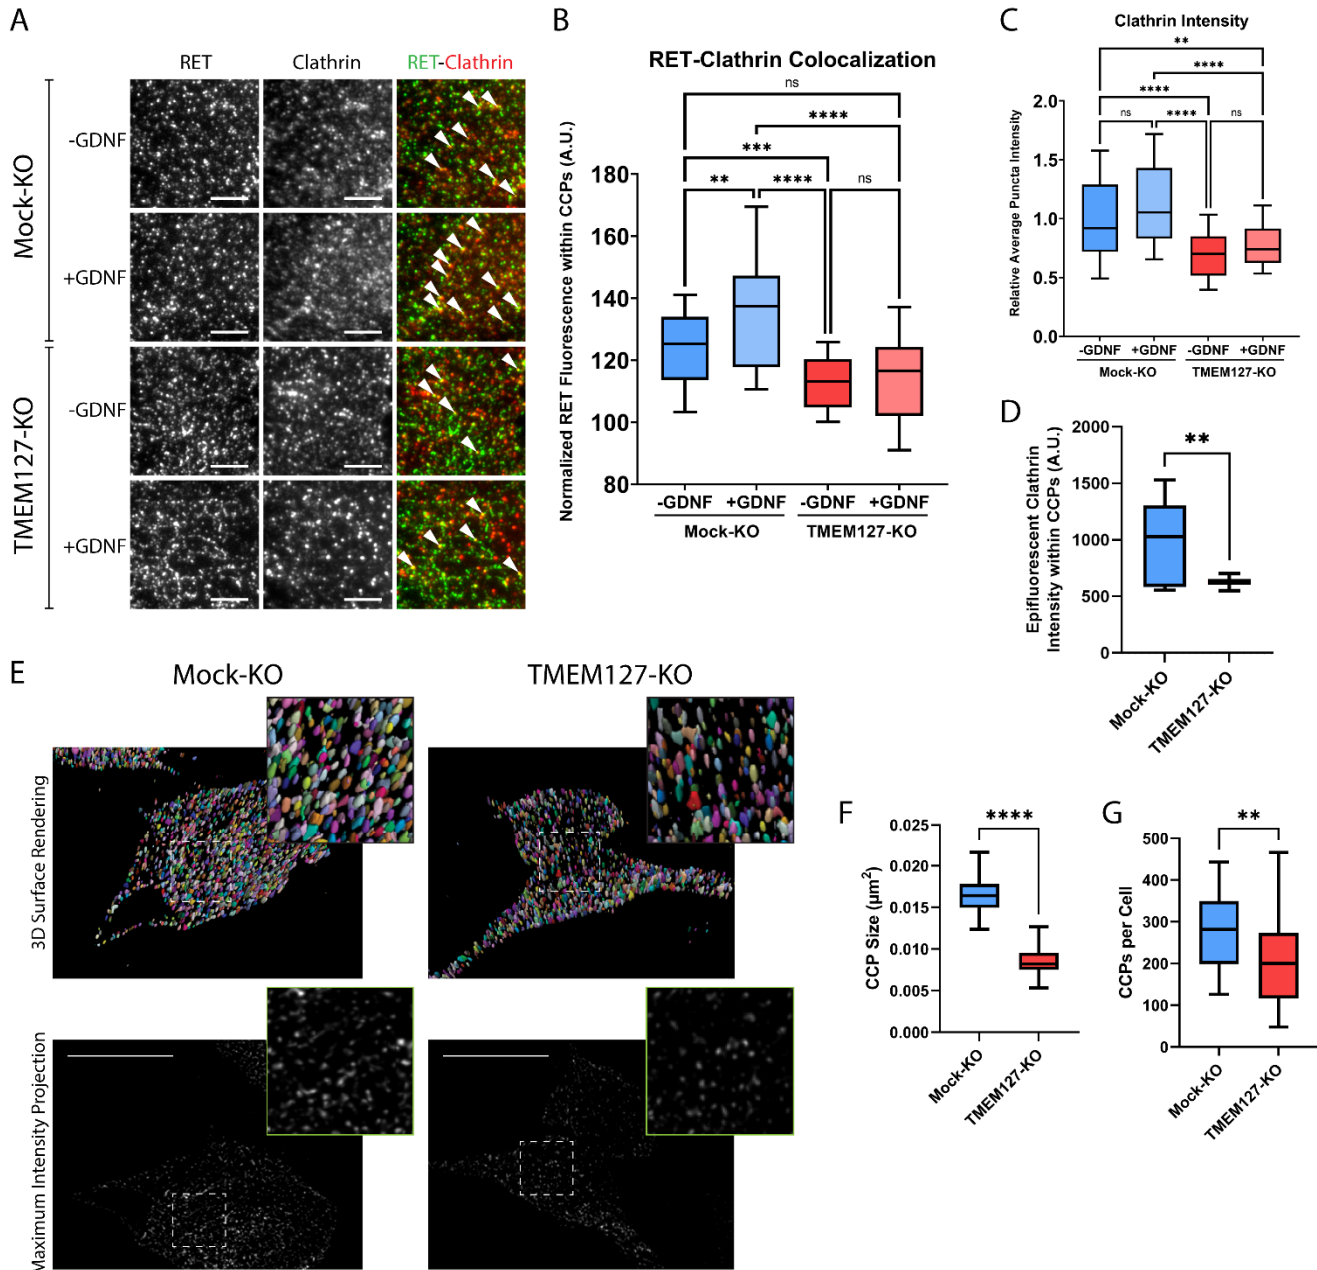 A
RET
Clathrin
RET-Clathrin
Mock-KO
-GDNF
+GDNF
TMEM127-KO
-GDNF
+GDNF
B
RET-Clathrin Colocalization
ns
****
***
**
****
ns
Normalized RET Fluorescence within CCPs (A.U.)
180
160
140
120
100
80
-GDNF
+GDNF
-GDNF
+GDNF
Mock-KO
TMEM127-KO
C
Clathrin Intensity
**
****
****
ns
****
ns
Relative Average Puncta Intensity
2.0
1.5
1.0
0.5
0.0
-GDNF
+GDNF
-GDNF
+GDNF
Mock-KO
TMEM127-KO
D
**
Epifluorescent Clathrin
Intensity within CCPs (A.U.)
2000
1500
1000
500
0
Mock-KO
TMEM127-KO
E
Mock-KO
TMEM127-KO
3D Surface Rendering
Maximum Intensity Projection
F
****
CCP Size (µm²)
0.025
0.020
0.015
0.010
0.005
0.000
Mock-KO
TMEM127-KO
G
**
CCPs per Cell
500
400
300
200
100
0
Mock-KO
TMEM127-KO